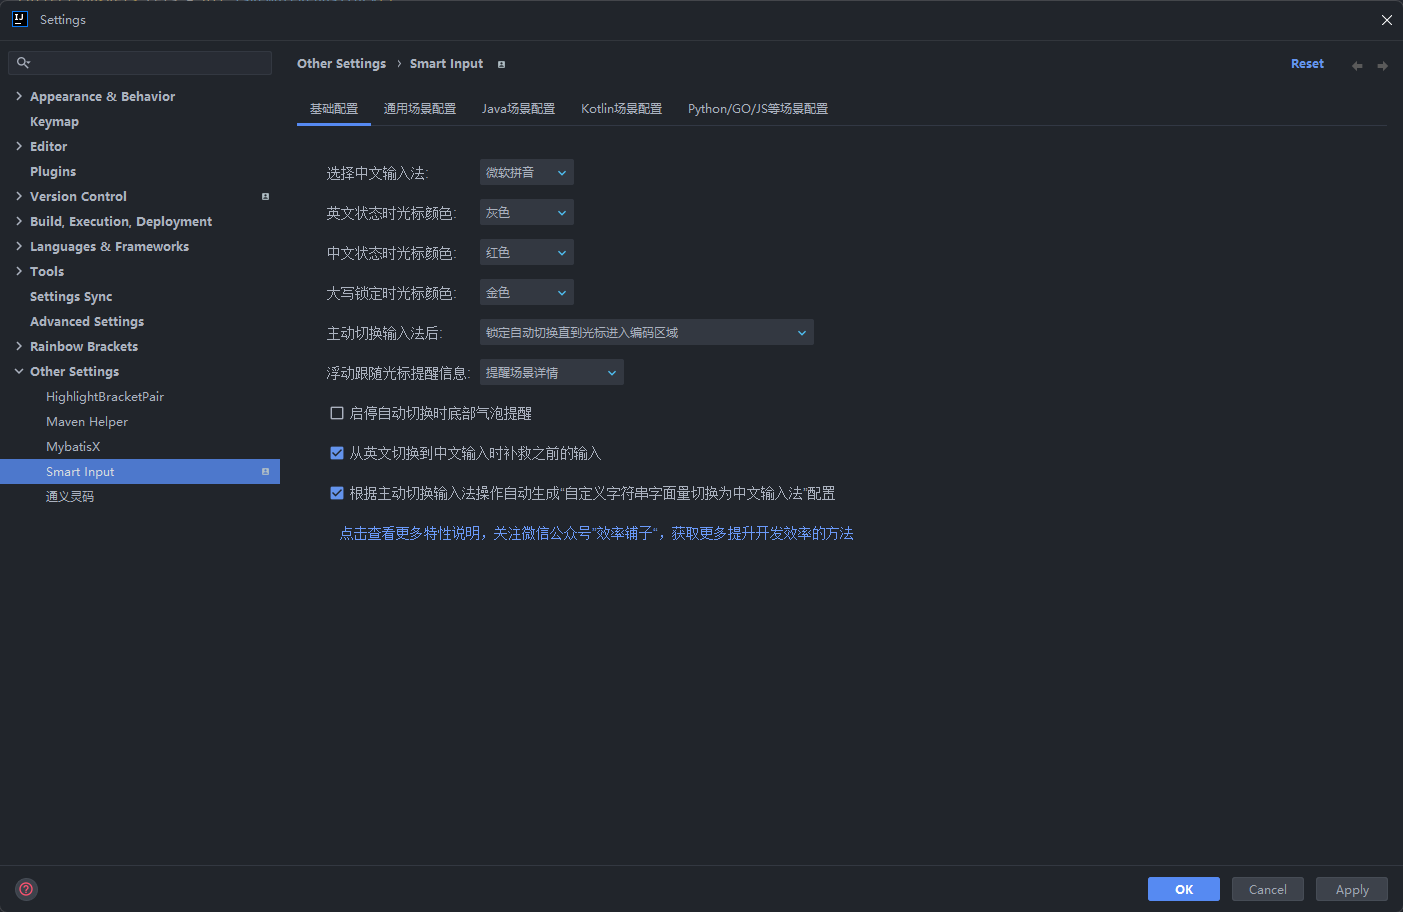 Settings
Other Settings › Smart Input
Reset
Appearance & Behavior
Keymap
Editor
Plugins
Version Control
Build, Execution, Deployment
Languages & Frameworks
Tools
Settings Sync
Advanced Settings
Rainbow Brackets
Other Settings
HighlightBracketPair
Maven Helper
MybatisX
Smart Input
通义灵码
基础配置 通用场景配置 Java场景配置 Kotlin场景配置 Python/GO/JS等场景配置
选择中文输入法: 微软拼音
英文状态时光标颜色: 灰色
中文状态时光标颜色: 红色
大写锁定时光标颜色: 金色
主动切换输入法后: 锁定自动切换直到光标进入编码区域
浮动跟随光标提醒信息: 提醒场景详情
启停自动切换时底部气泡提醒
从英文切换到中文输入时补救之前的输入
根据主动切换输入法操作自动生成“自定义字符串字面量切换为中文输入法”配置
点击查看更多特性说明，关注微信公众号”效率铺子“，获取更多提升开发效率的方法
OK Cancel Apply